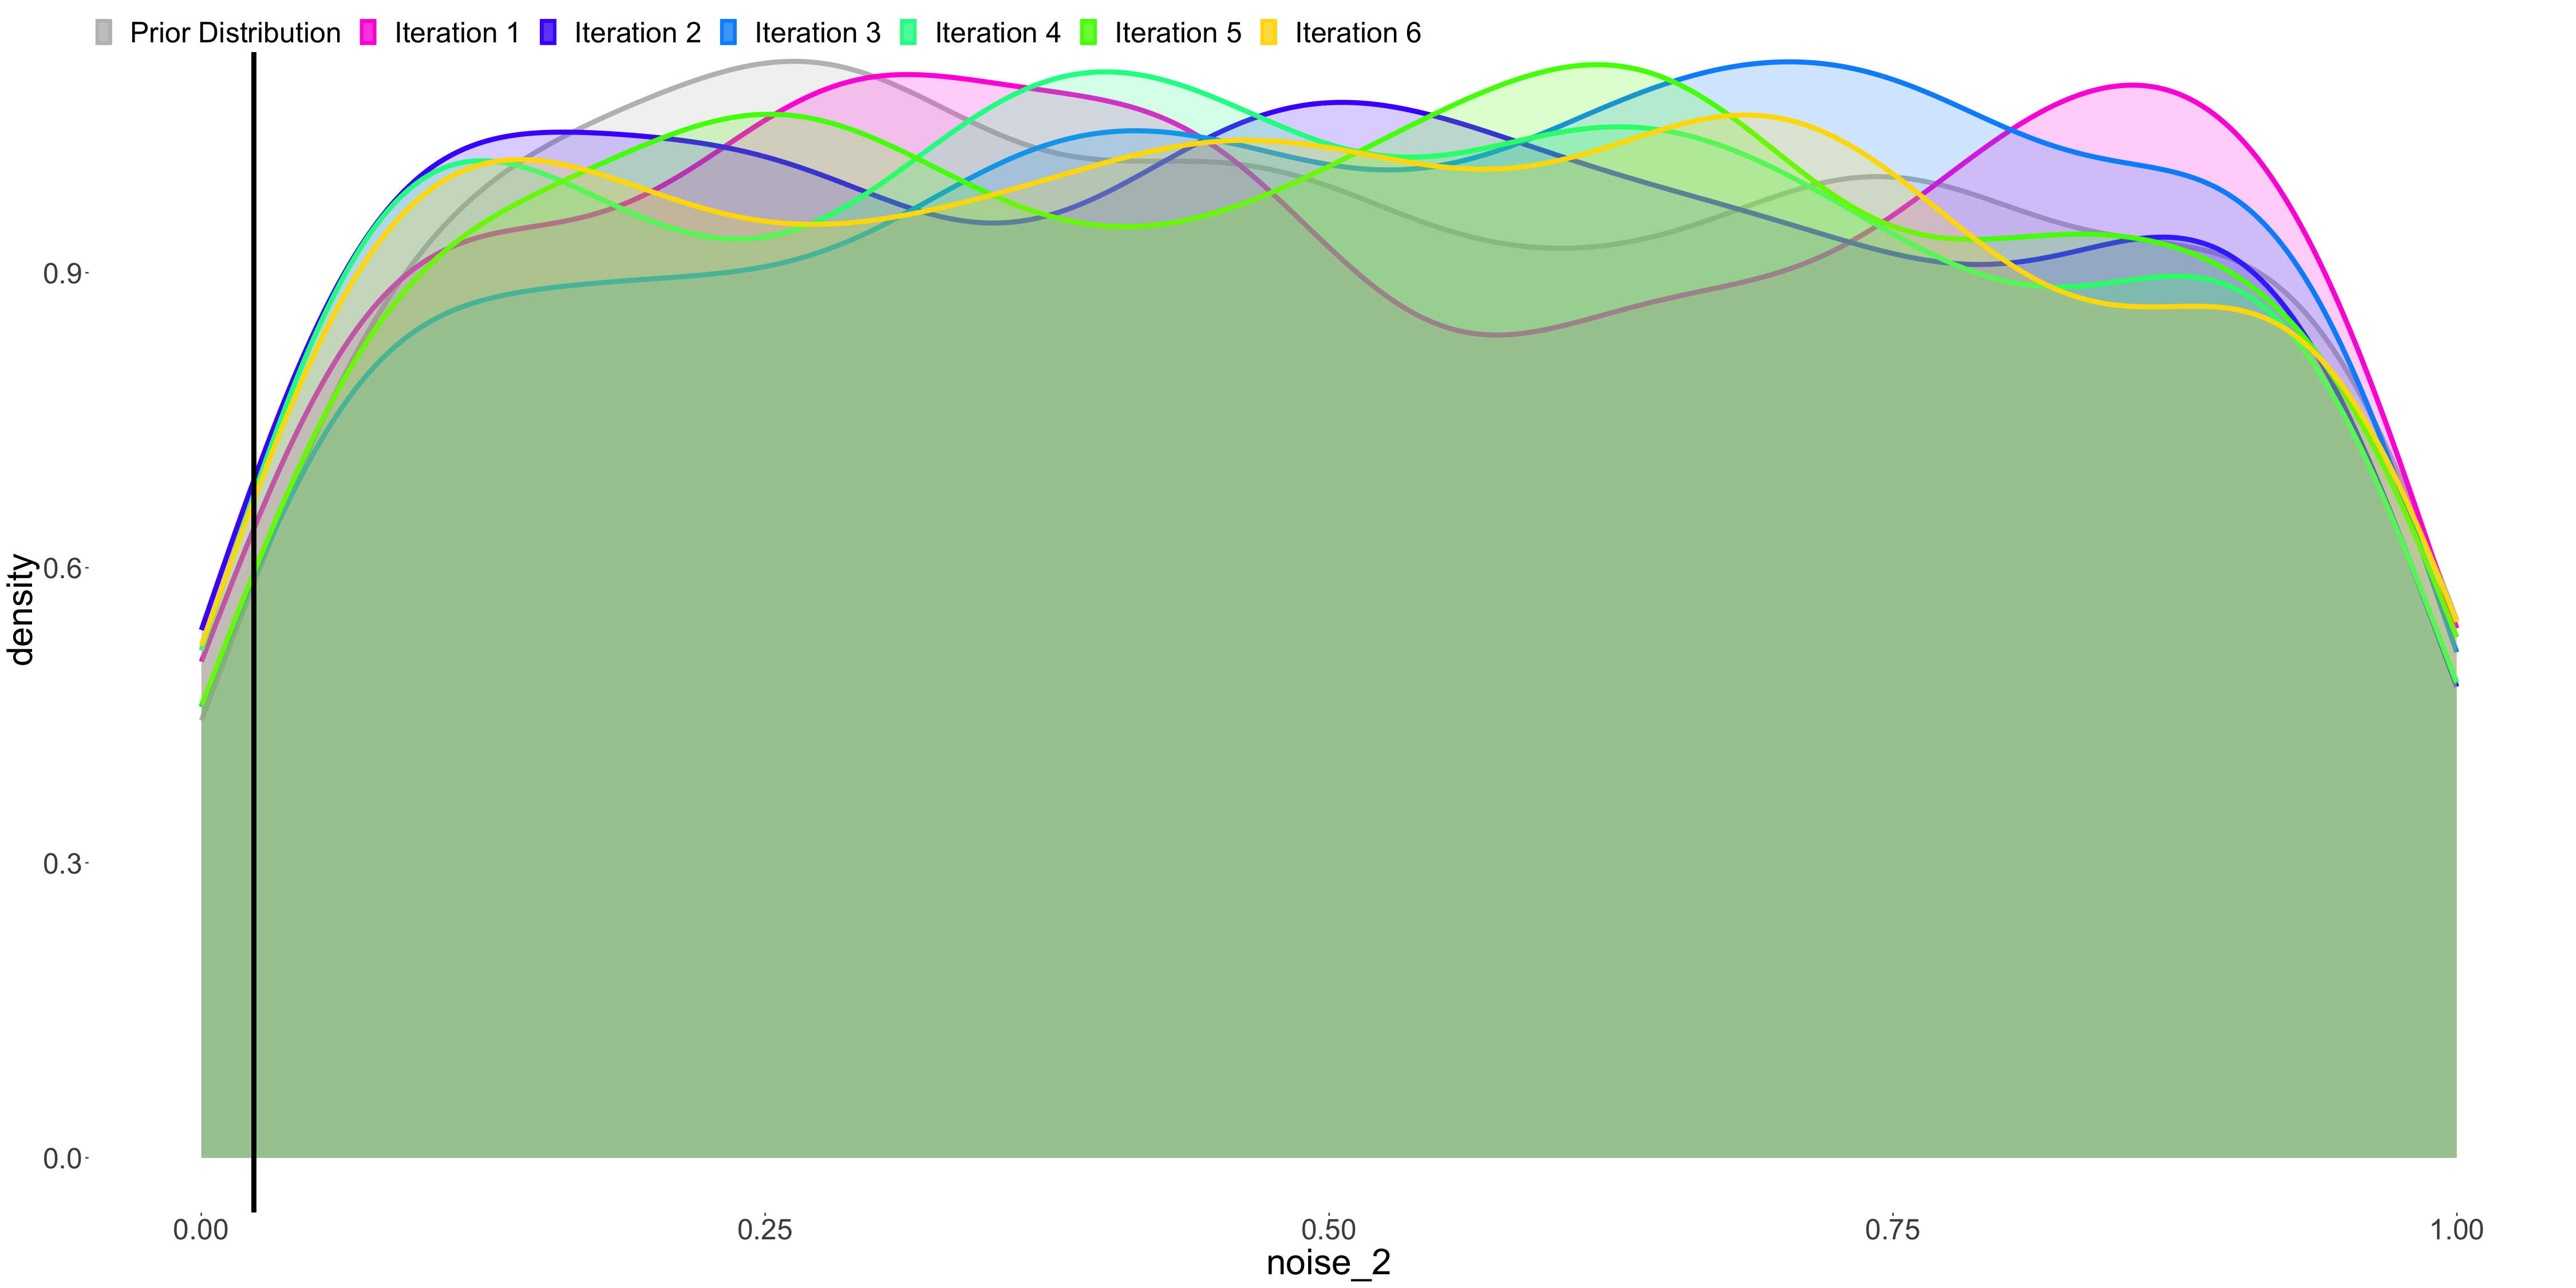 Prior Distribution Iteration 1 Iteration 2 Iteration 3 Iteration 4 Iteration 5 Iteration 6
density
0.9
0.6
0.3
0.0
0.00 0.25 0.50 0.75 1.00
noise_2